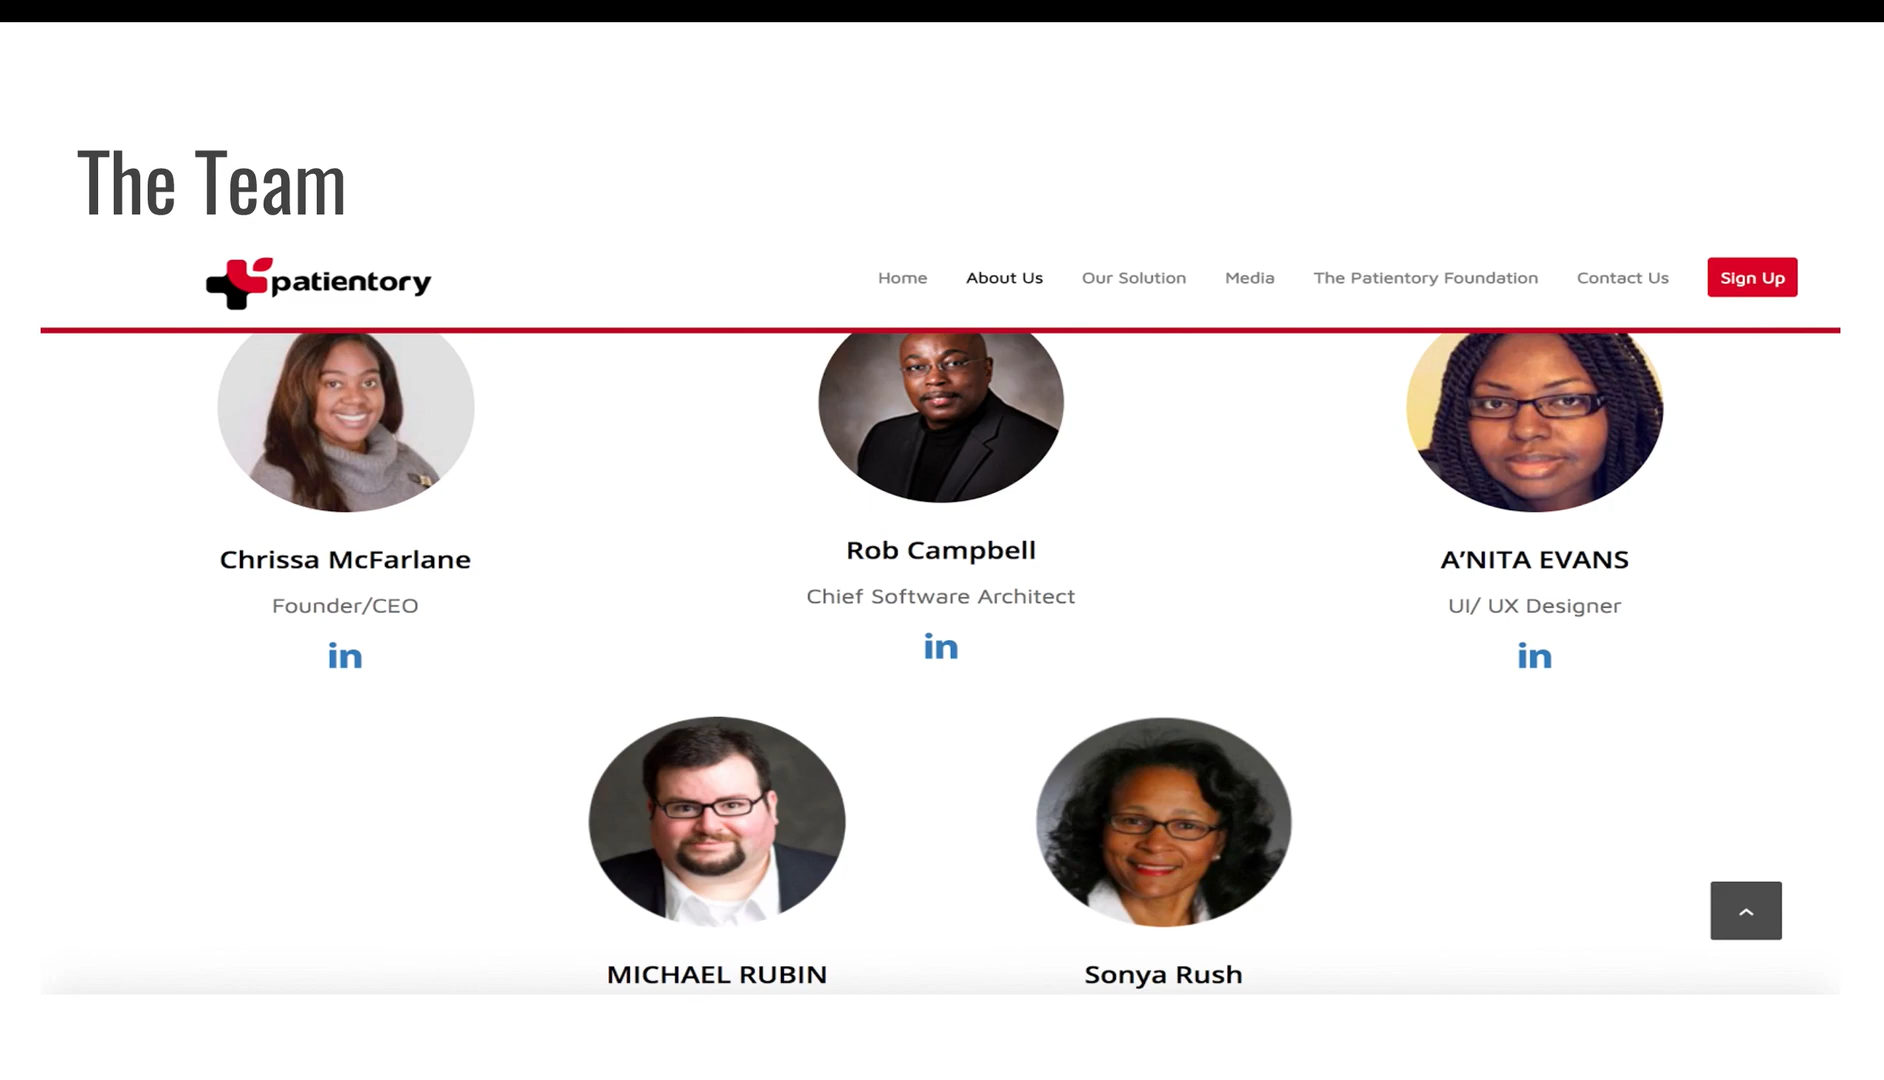 The Team
patientory
Home About Us Our Solution Media The Patientory Foundation Contact Us Sign Up
Chrissa McFarlane
Founder/CEO
in
Rob Campbell
Chief Software Architect
in
A’NITA EVANS
UI/ UX Designer
in
MICHAEL RUBIN
Sonya Rush